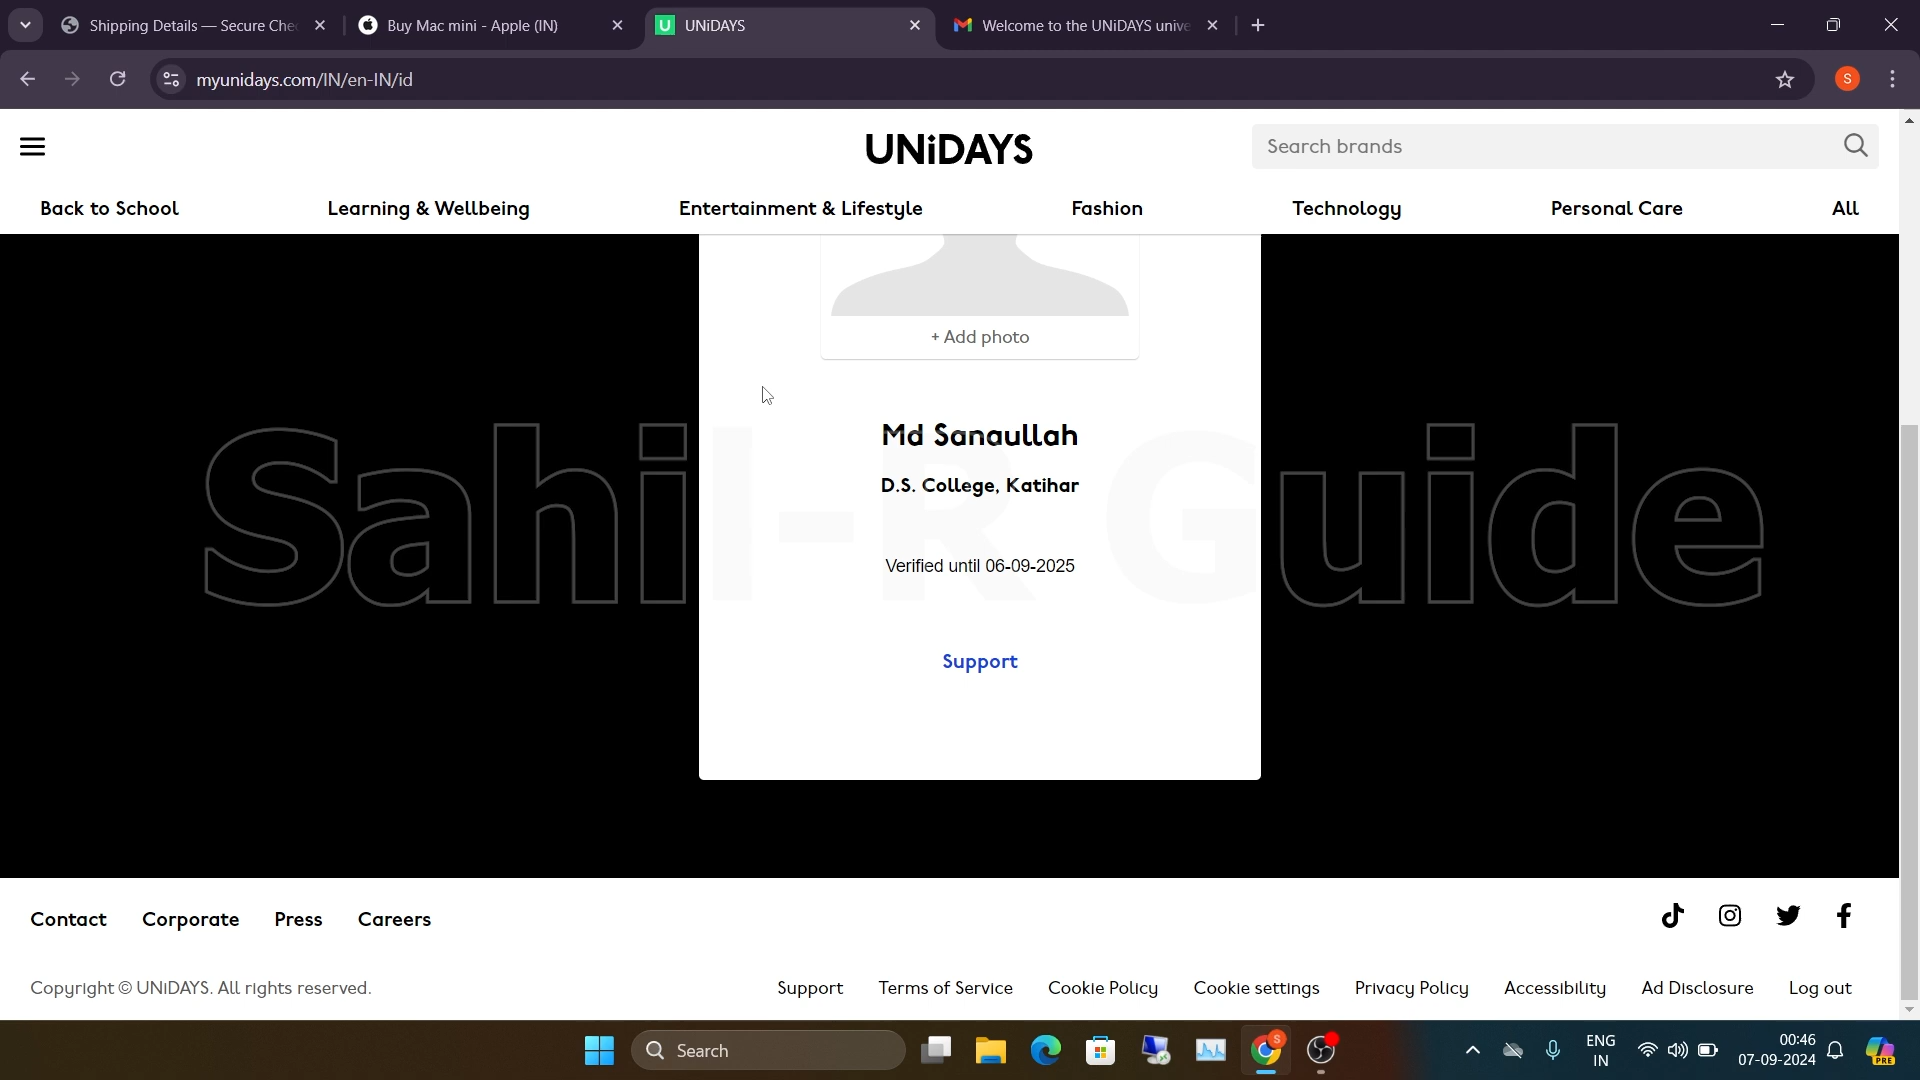 Shipping Details — Secure Che
Buy Mac mini - Apple (IN)
U UNiDAYS
Welcome to the UNiDAYS unive
myunidays.com/IN/en-IN/id
S
UNiDAYS
Search brands
Back to School
Learning & Wellbeing
Entertainment & Lifestyle
Fashion
Technology
Personal Care
All
+ Add photo
Md Sanaullah
D.S. College, Katihar
Sahil-R Guide
Verified until 06-09-2025
Support
Contact
Corporate
Press
Careers
Copyright © UNiDAYS. All rights reserved.
Support
Terms of Service
Cookie Policy
Cookie settings
Privacy Policy
Accessibility
Ad Disclosure
Log out
Search
S
ENG
IN
00:46
07-09-2024
PRE